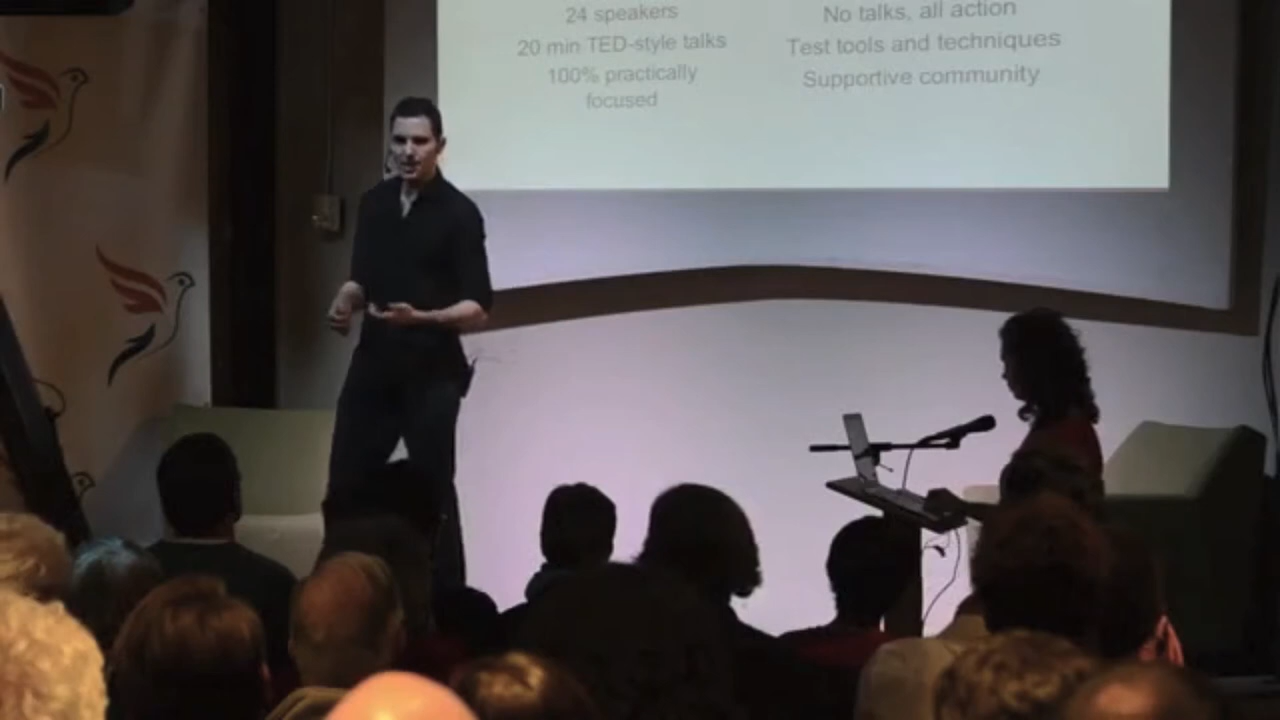 24 speakers
20 min TED-style talks
100% practically
focused
No talks, all action
Test tools and techniques
Supportive community